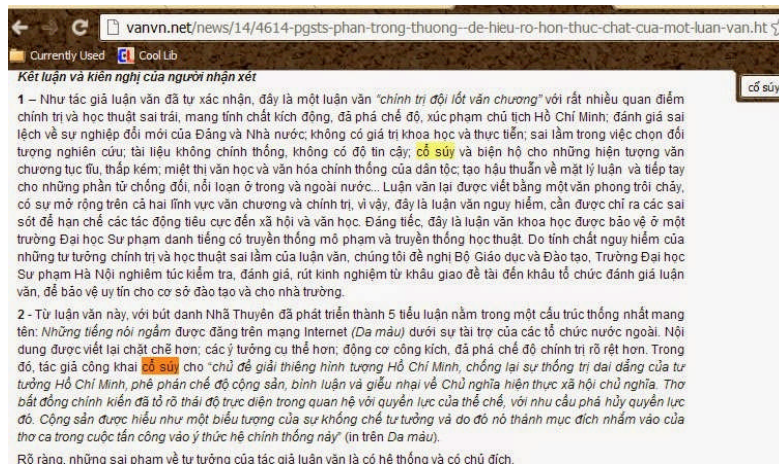 vanvn.net/news/14/4614-pgsts-phan-trong-thuong--de-hieu-ro-hon-thuc-chat-cua-mot-luan-van.ht
Currently Used CL Cool Lib
cổ súy
Kết luận và kiên nghị của người nhận xét
1 – Như tác giả luận văn đã tự xác nhận, đây là một luận văn "chính trị đội lốt văn chương" với rất nhiều quan điểm
chính trị và học thuật sai trái, mang tính chất kích động, đả phá chế độ, xúc phạm chủ tịch Hồ Chí Minh; đánh giá sai
lệch về sự nghiệp đổi mới của Đảng và Nhà nước; không có giá trị khoa học và thực tiễn; sai lầm trong việc chọn đối
tượng nghiên cứu; tài liệu không chính thống, không có độ tin cậy; cổ súy và biện hộ cho những hiện tượng văn
chương tục tĩu, thấp kém; miệt thị văn học và văn hóa chính thống của dân tộc; tạo hậu thuẫn về mặt lý luận và tiếp tay
cho những phần tử chống đối, nổi loạn ở trong và ngoài nước... Luận văn lại được viết bằng một văn phong trôi chảy,
có sự mở rộng trên cả hai lĩnh vực văn chương và chính trị, vì vậy, đây là luận văn nguy hiểm, cần được chỉ ra các sai
sót để hạn chế các tác động tiêu cực đến xã hội và văn học. Đáng tiếc, đây là luận văn khoa học được bảo vệ ở một
trường Đại học Sư phạm danh tiếng có truyền thống mô phạm và truyền thống học thuật. Do tính chất nguy hiểm của
những tư tưởng chính trị và học thuật sai lầm của luận văn, chúng tôi đề nghị Bộ Giáo dục và Đào tạo, Trường Đại học
Sư phạm Hà Nội nghiêm túc kiểm tra, đánh giá, rút kinh nghiệm từ khâu giao đề tài đến khâu tổ chức đánh giá luận
văn, để bảo vệ uy tín cho cơ sở đào tạo và cho nhà trường.
2 - Từ luận văn này, với bút danh Nhã Thuyên đã phát triển thành 5 tiểu luận nằm trong một cấu trúc thống nhất mang
tên: Những tiếng nói ngầm được đăng trên mạng Internet (Da màu) dưới sự tài trợ của các tổ chức nước ngoài. Nội
dung được viết lại chặt chẽ hơn; các ý tưởng cụ thể hơn; động cơ công kích, đả phá chế độ chính trị rõ rệt hơn. Trong
đó, tác giả công khai cổ súy cho "chủ đề giải thiêng hình tượng Hồ Chí Minh, chống lại sự thống trị dai dẳng của tư
tưởng Hồ Chí Minh, phê phán chế độ cộng sản, bình luận và giễu nhại về Chủ nghĩa hiện thực xã hội chủ nghĩa. Thơ
bất đồng chính kiến đã tỏ rõ thái độ trực diện trong quan hệ với quyền lực của thể chế, với nhu cầu phá hủy quyền lực
đó. Cộng sản được hiểu như một biểu tượng của sự khống chế tư tưởng và do đó nó thành mục đích nhắm vào của
thơ ca trong cuộc tấn công vào ý thức hệ chính thống này" (in trên Da màu).
Rõ ràng, những sai phạm về tư tưởng của tác giả luận văn là có hệ thống và có chủ đích.